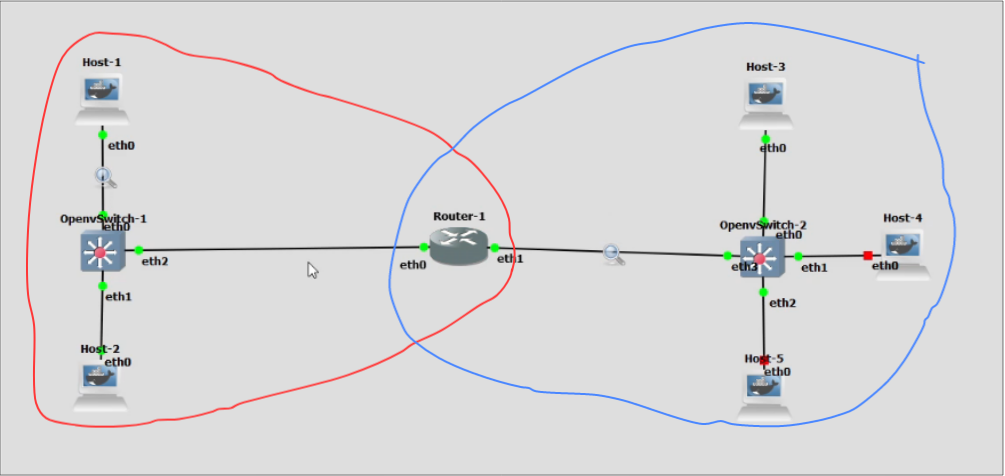 Host-1
eth0
OpenvSwitch-1
eth0
eth2
eth1
Host-2
eth0
Router-1
eth0
eth1
Host-3
eth0
OpenvSwitch-2
eth0
eth3
eth1
eth2
Host-4
eth0
Host-5
eth0